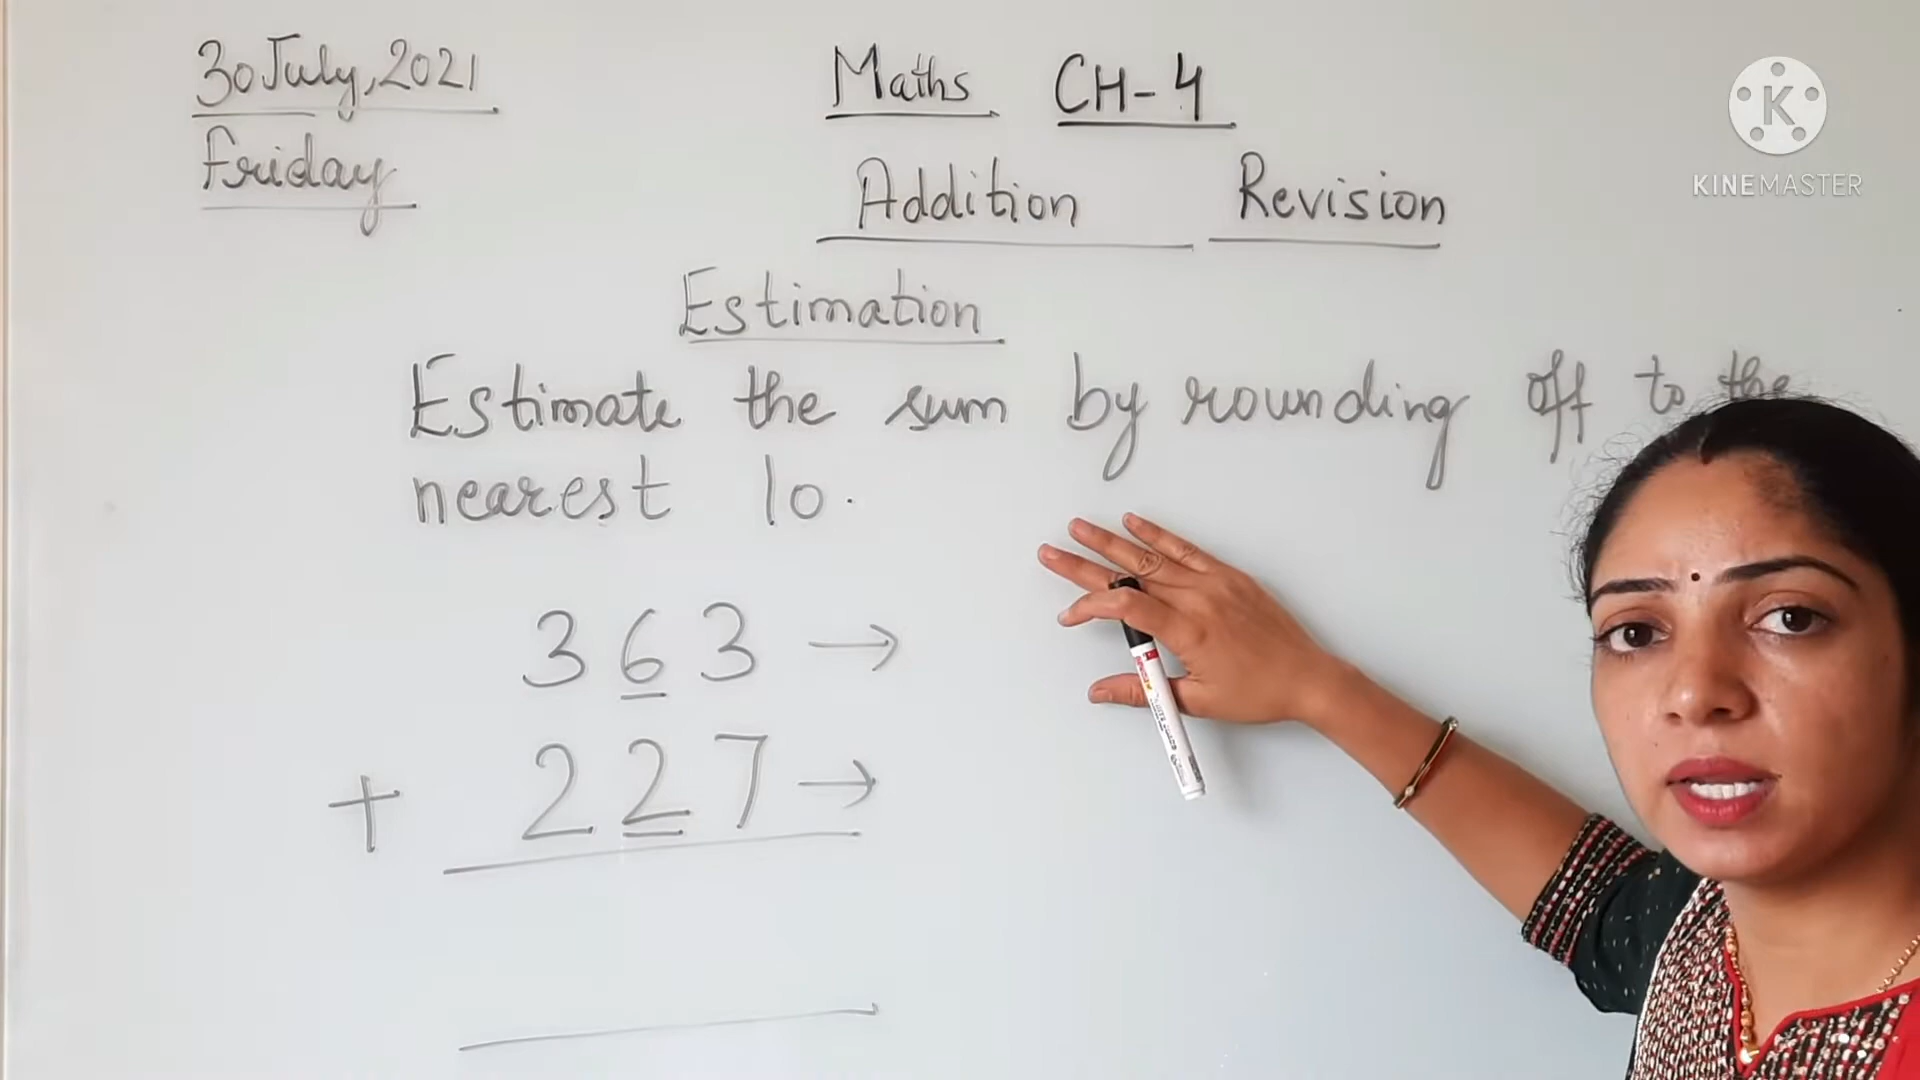 30 July, 2021
Friday
Maths CH-4
Addition Revision
Estimation
Estimate the sum by rounding off to the
nearest 10.
363 →
+ 227 →
K
KINEMASTER